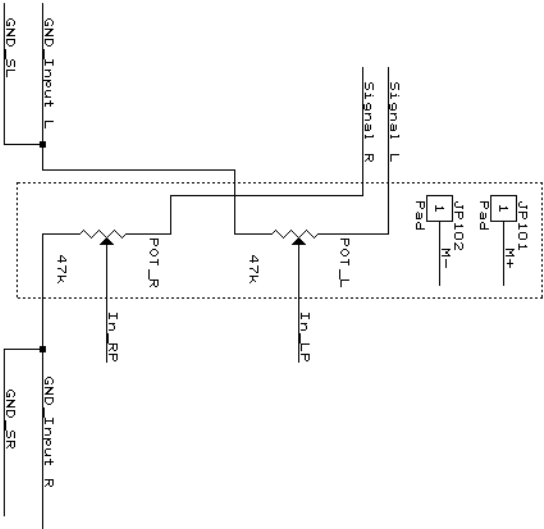 JP101
1
M+
Pad
JP102
1
M-
Pad
Signal L
Signal R
POT_L
In_LP
47k
POT_R
In_RP
47k
GND_Input L
GND_Input R
GND_SL
GND_SR